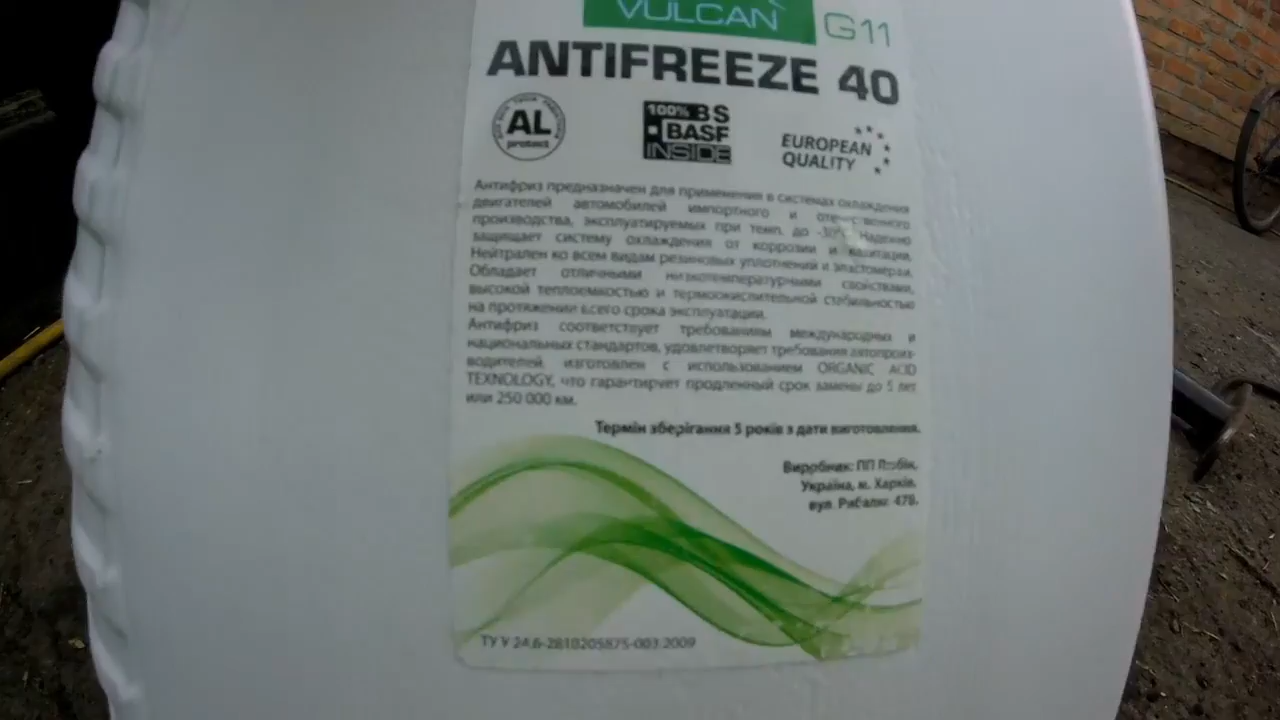 VULCAN G11
ANTIFREEZE 40
AL
protect
100%
BASF
INSIDE
EUROPEAN
QUALITY
Антифриз предназначен для применения в системах охлаждения
двигателей автомобилей импортного и отечественного
производства, эксплуатируемых при темп. до -30° Надежно
защищает систему охлаждения от коррозии и кавитации.
Нейтрален ко всем видам резиновых уплотнений и эластомерам.
Обладает отличными низкотемпературными свойствами,
высокой теплоемкостью и термоокислительной стабильностью
на протяжении всего срока эксплуатации.
Антифриз соответствует требованиям международных и
национальных стандартов, удовлетворяет требования автопроиз-
водителей, изготовлен с использованием ORGANIC ACID
TEXNOLOGY, что гарантирует продленный срок замены до 5 лет
или 250 000 км.
Термін зберігання 5 років з дати виготовлення.
Виробник: ПП
Україна, м. Харків,
вул.
ТУ У 24.6-2810205875-003:2009